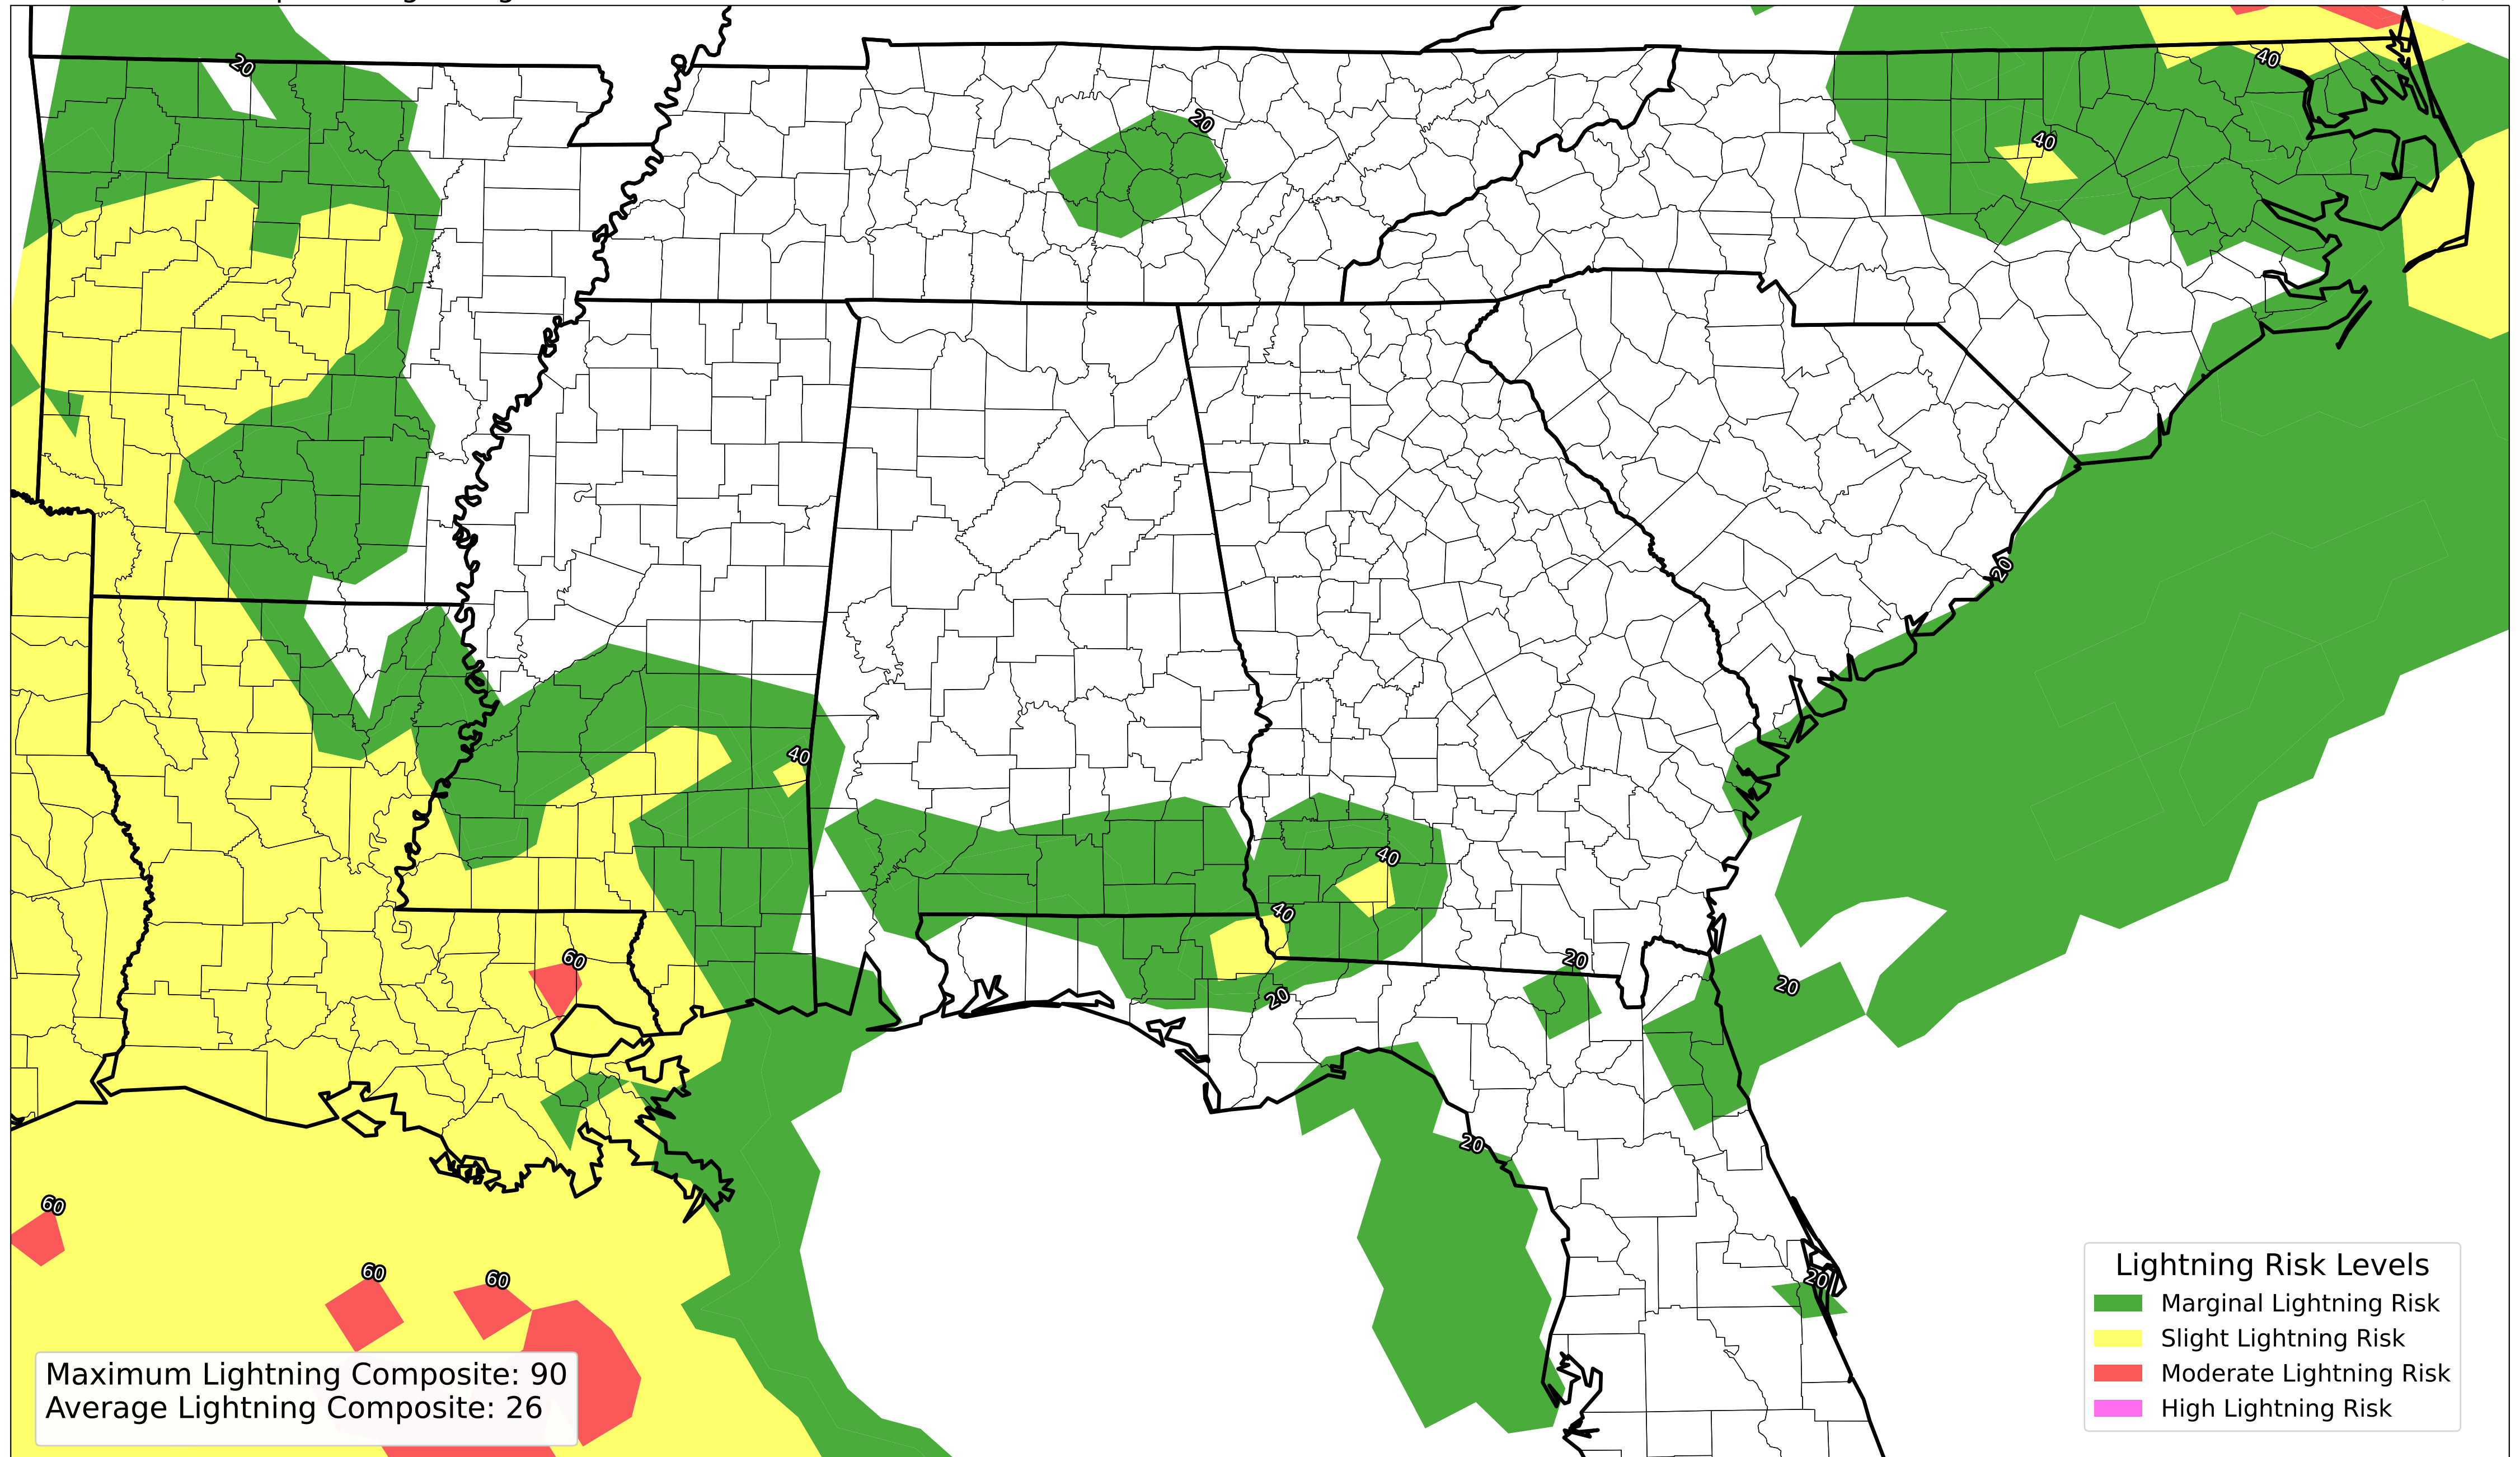 20
40
20
40
20
40
40
40
20
60
20
20
20
60
60
60
20
Lightning Risk Levels
Marginal Lightning Risk
Slight Lightning Risk
Moderate Lightning Risk
High Lightning Risk
Maximum Lightning Composite: 90
Average Lightning Composite: 26